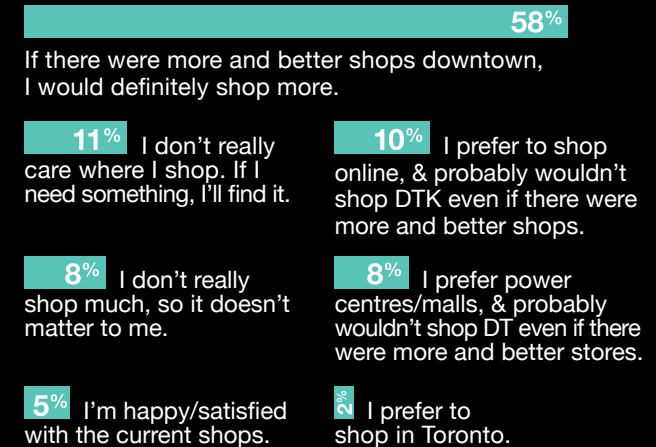 58%
If there were more and better shops downtown,
I would definitely shop more.
11% I don't really
care where I shop. If I
need something, I'll find it.
10% I prefer to shop
online, & probably wouldn't
shop DTK even if there were
more and better shops.
8% I don't really
shop much, so it doesn't
matter to me.
8% I prefer power
centres/malls, & probably
wouldn't shop DT even if there
were more and better stores.
5% I'm happy/satisfied
with the current shops.
2% I prefer to
shop in Toronto.